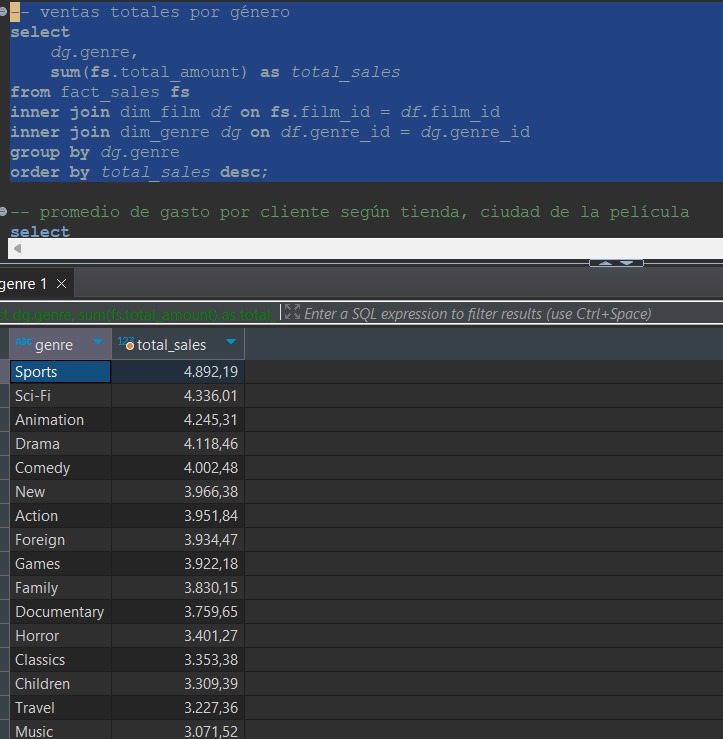 -- ventas totales por género
select
dg.genre,
sum(fs.total_amount) as total_sales
from fact_sales fs
inner join dim_film df on fs.film_id = df.film_id
inner join dim_genre dg on df.genre_id = dg.genre_id
group by dg.genre
order by total_sales desc;
-- promedio de gasto por cliente según tienda, ciudad de la película
select
genre 1
ct dg.genre, sum(fs.total_amount) as total_ Enter a SQL expression to filter results (use Ctrl+Space)
genre 123 total_sales
Sports 4.892,19
Sci-Fi 4.336,01
Animation 4.245,31
Drama 4.118,46
Comedy 4.002,48
New 3.966,38
Action 3.951,84
Foreign 3.934,47
Games 3.922,18
Family 3.830,15
Documentary 3.759,65
Horror 3.401,27
Classics 3.353,38
Children 3.309,39
Travel 3.227,36
Music 3.071,52